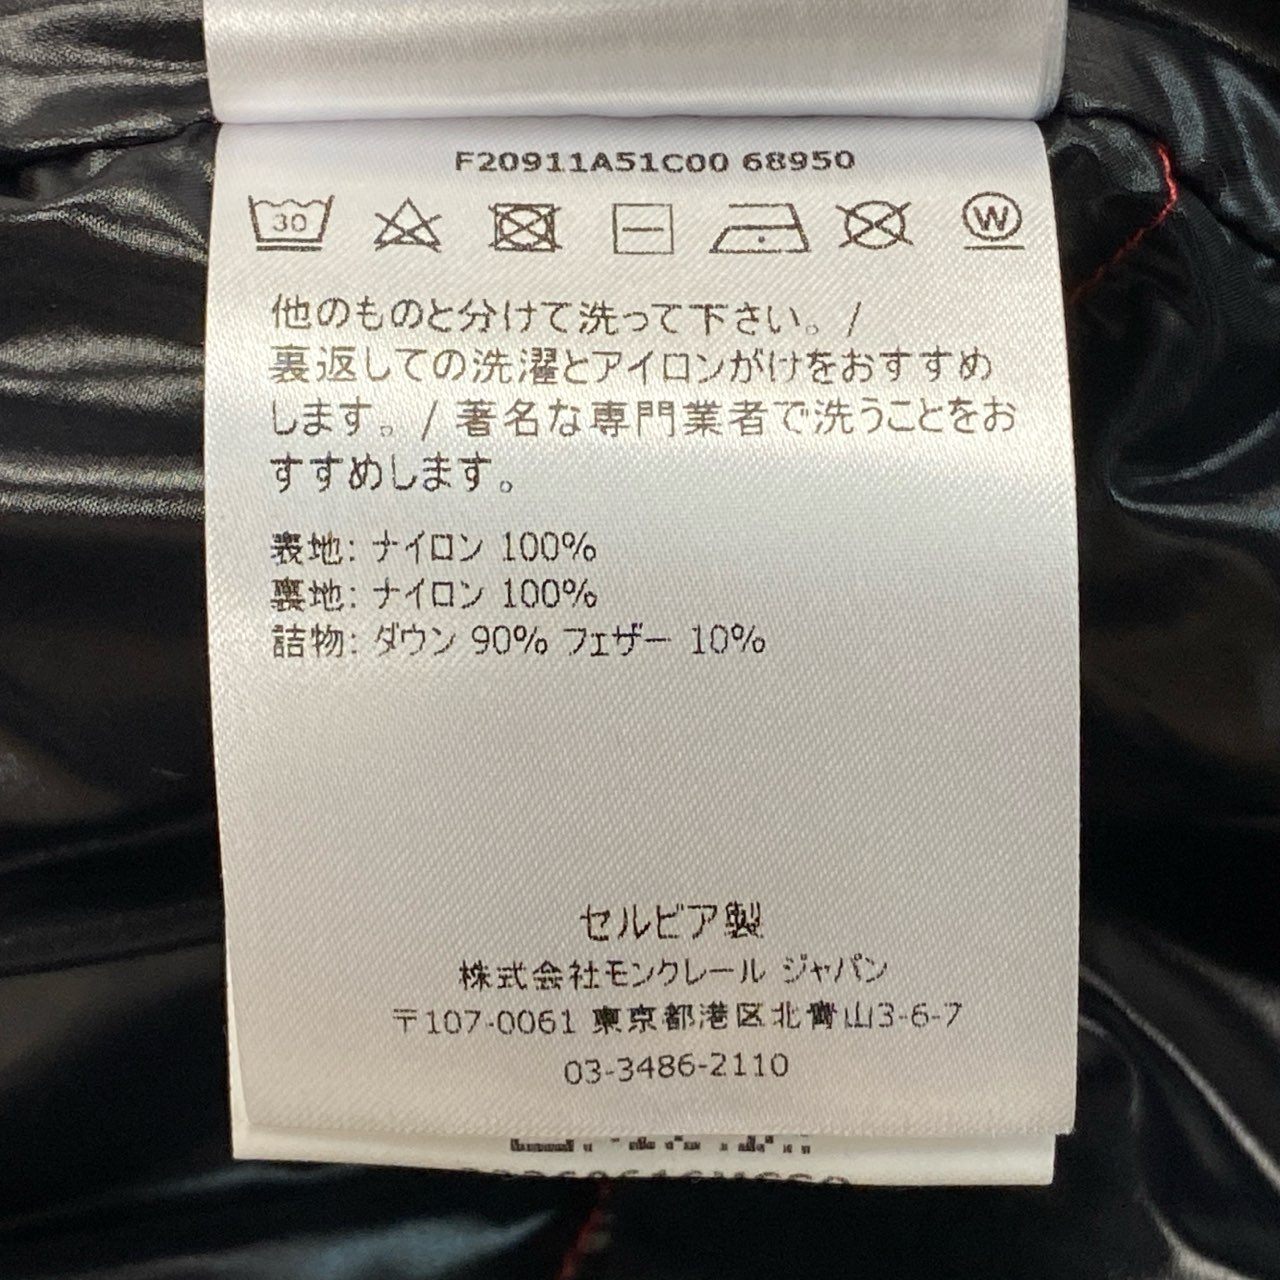 F20911A51C00 68950
30
W
他のものと分けて洗って下さい。/
裏返しての洗濯とアイロンがけをおすすめ
します。/ 著名な専門業者で洗うことをお
すすめします。
表地: ナイロン 100%
裏地: ナイロン 100%
詰物: ダウン 90% フェザー 10%
セルビア製
株式会社モンクレール ジャパン
〒107-0061 東京都港区北青山3-6-7
03-3486-2110